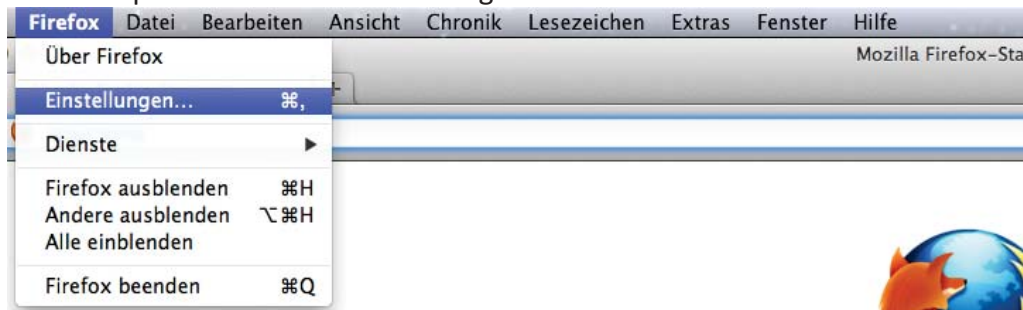 Firefox Datei Bearbeiten Ansicht Chronik Lesezeichen Extras Fenster Hilfe
Über Firefox
Mozilla Firefox-Sta
Einstellungen... ⌘,
Dienste ▶
Firefox ausblenden ⌘H
Andere ausblenden ⌥⌘H
Alle einblenden
Firefox beenden ⌘Q